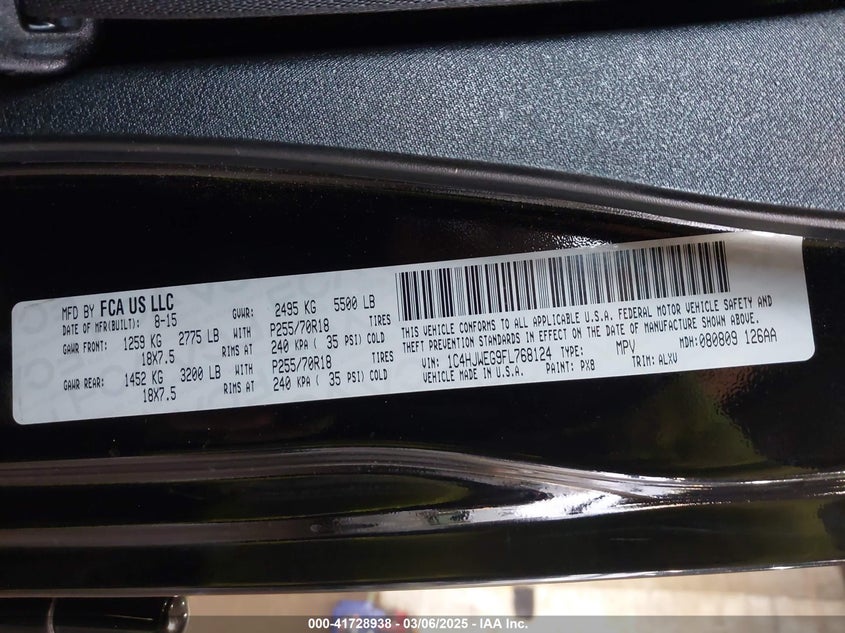 MFD BY FCA US LLC
DATE OF MFR(BUILT): 8-15
GVWR: 2495 KG 5500 LB
GAWR FRONT: 1259 KG 2775 LB WITH P255/70R18 TIRES
18X7.5 RIMS AT 240 KPA ( 35 PSI) COLD
GAWR REAR: 1452 KG 3200 LB WITH P255/70R18 TIRES
18X7.5 RIMS AT 240 KPA ( 35 PSI) COLD
THIS VEHICLE CONFORMS TO ALL APPLICABLE U.S.A. FEDERAL MOTOR VEHICLE SAFETY AND
THEFT PREVENTION STANDARDS IN EFFECT ON THE DATE OF MANUFACTURE SHOWN ABOVE.
VIN: 1C4HJWEG9FL768124 TYPE: MPV MDH:080809 126AA
VEHICLE MADE IN U.S.A. PAINT: PX8 TRIM: ALXV
000-41728938 - 03/06/2025 - IAA Inc.